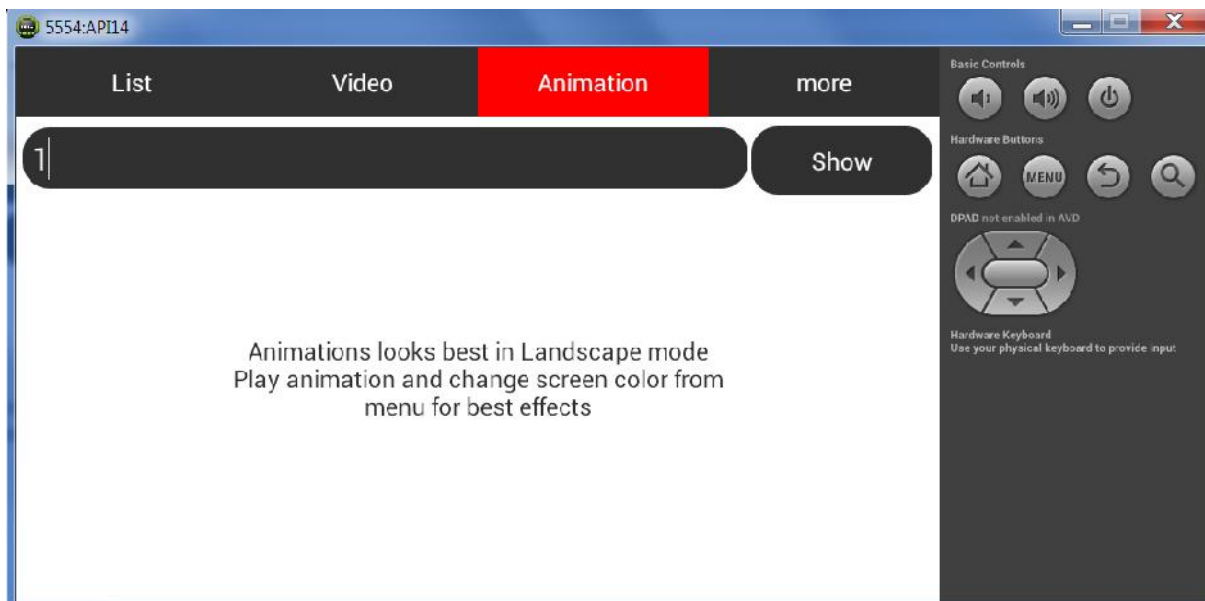 5554:API14
List Video Animation more
1 Show
Animations looks best in Landscape mode
Play animation and change screen color from
menu for best effects
Basic Controls
Hardware Buttons
MENU
DPAD not enabled in AVD
Hardware Keyboard
Use your physical keyboard to provide input